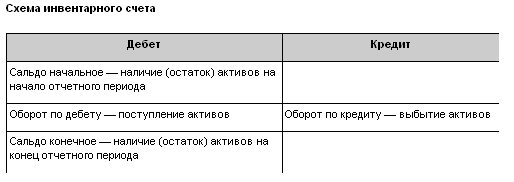 Схема инвентарного счета
Дебет
Кредит
Сальдо начальное — наличие (остаток) активов на
начало отчетного периода
Оборот по дебету — поступление активов
Оборот по кредиту — выбытие активов
Сальдо конечное — наличие (остаток) активов на
конец отчетного периода